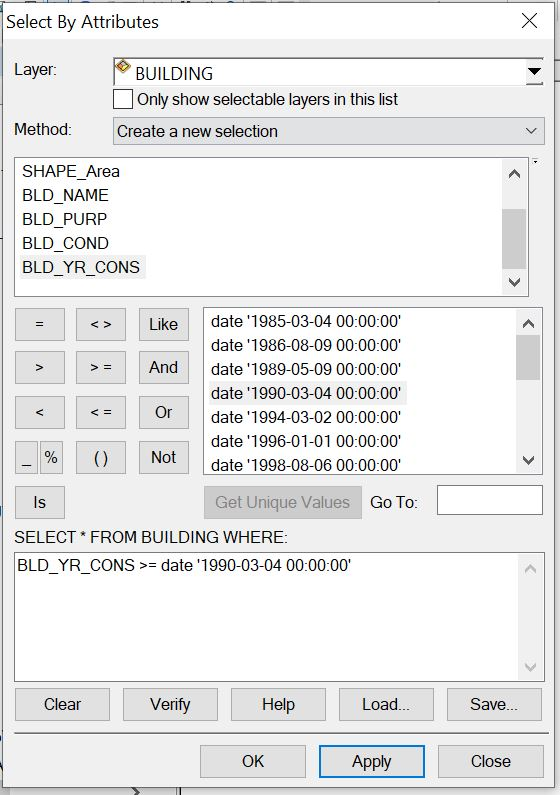 Select By Attributes
Layer:
BUILDING
Only show selectable layers in this list
Method:
Create a new selection
SHAPE_Area
BLD_NAME
BLD_PURP
BLD_COND
BLD_YR_CONS
= < > Like
> > = And
< < = Or
_ % ( ) Not
Is
date '1985-03-04 00:00:00'
date '1986-08-09 00:00:00'
date '1989-05-09 00:00:00'
date '1990-03-04 00:00:00'
date '1994-03-02 00:00:00'
date '1996-01-01 00:00:00'
date '1998-08-06 00:00:00'
Get Unique Values Go To:
SELECT * FROM BUILDING WHERE:
BLD_YR_CONS >= date '1990-03-04 00:00:00'
Clear Verify Help Load... Save...
OK Apply Close